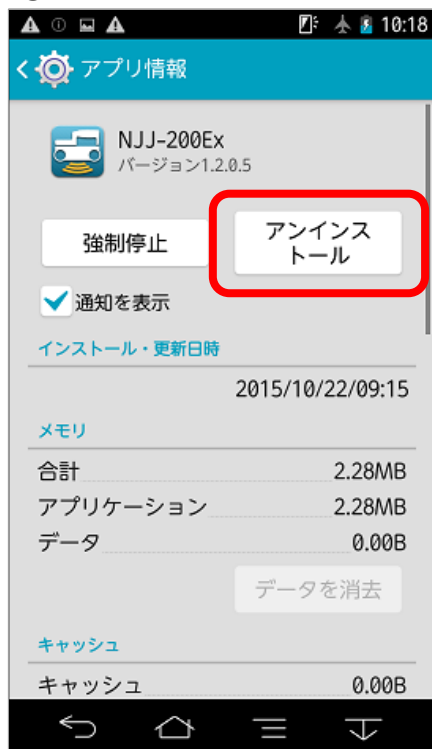 10:18
アプリ情報
NJJ-200Ex
バージョン1.2.0.5
強制停止
アンインス
トール
通知を表示
インストール・更新日時
2015/10/22/09:15
メモリ
合計 2.28MB
アプリケーション 2.28MB
データ 0.00B
データを消去
キャッシュ
キャッシュ 0.00B